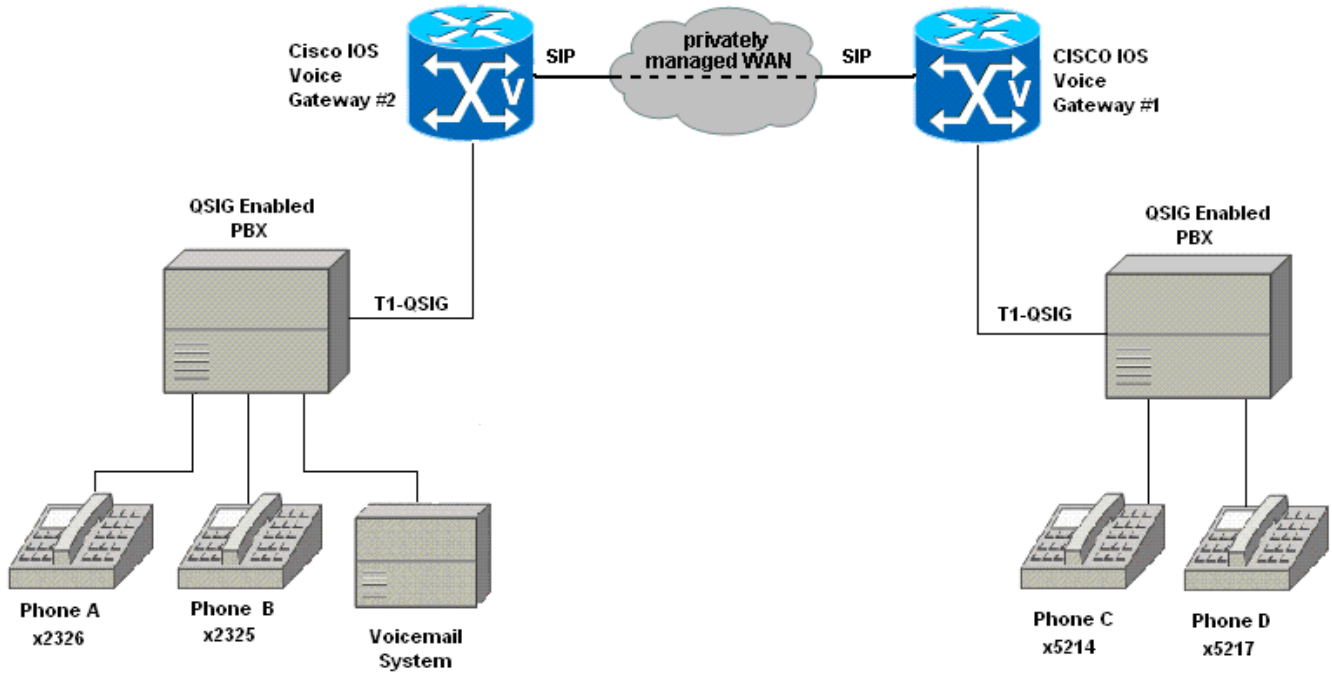 Cisco IOS
Voice
Gateway #2
SIP
privately
managed WAN
SIP
CISCO IOS
Voice
Gateway #1
V
V
QSIG Enabled
PBX
T1-QSIG
QSIG Enabled
PBX
T1-QSIG
Phone A
x2326
Phone B
x2325
Voicemail
System
Phone C
x5214
Phone D
x5217